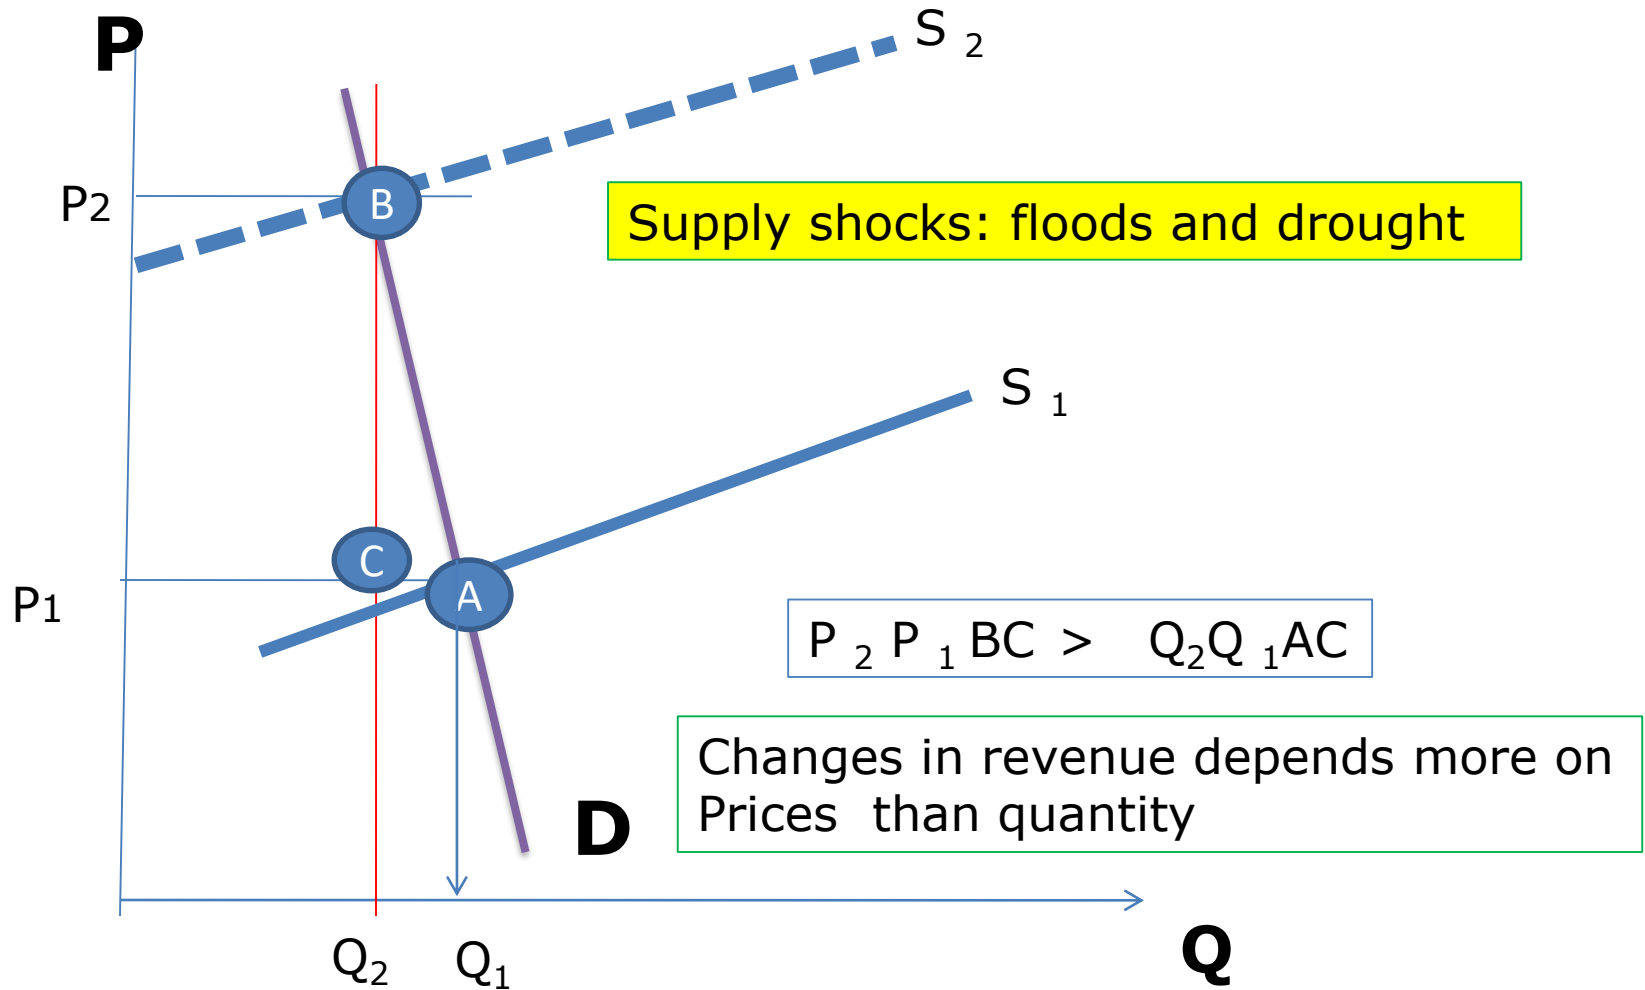 P
S 2
P2
B
Supply shocks: floods and drought
S 1
C
A
P1
P 2 P 1 BC > Q2Q 1AC
Changes in revenue depends more on
Prices than quantity
D
Q2 Q1
Q